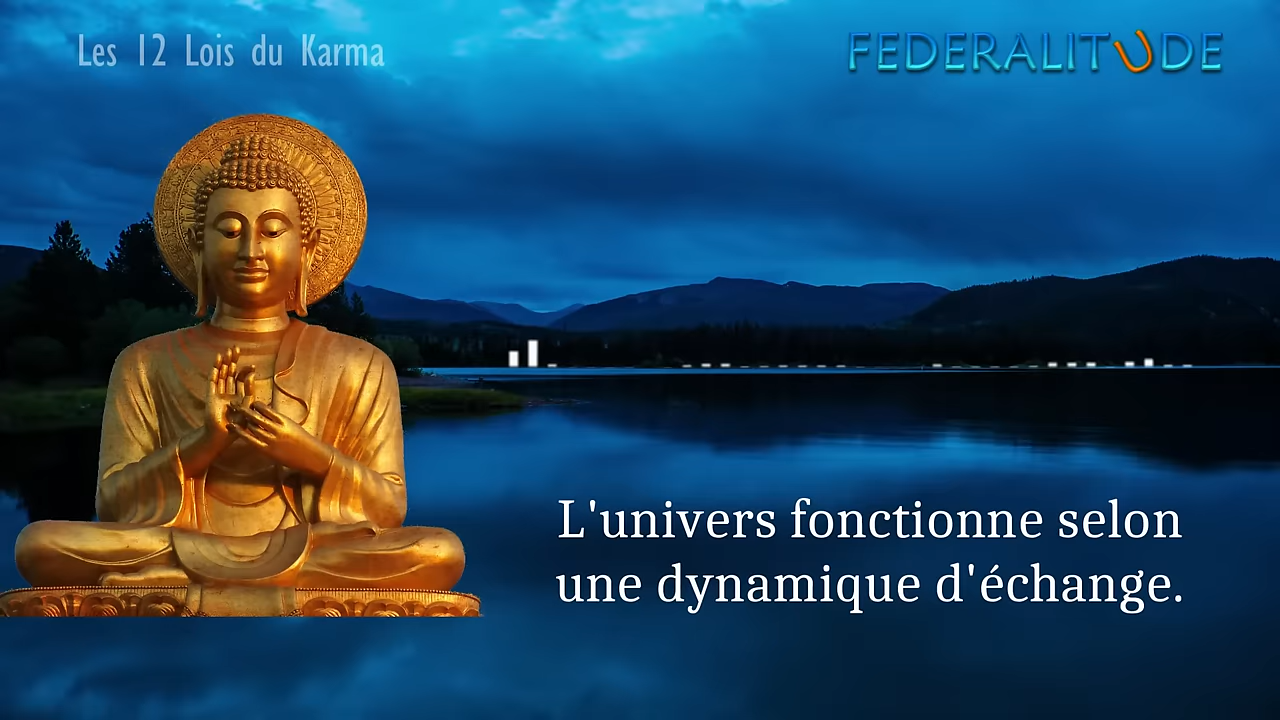 Les 12 Lois du Karma
FEDERALITUDE
L'univers fonctionne selon
une dynamique d'échange.